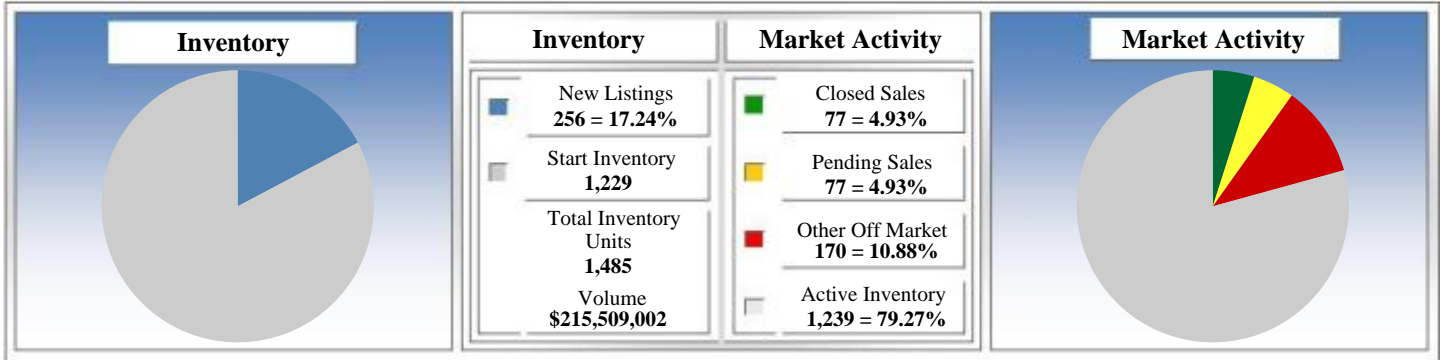 Inventory
Inventory
Market Activity
New Listings
256 = 17.24%
Start Inventory
1,229
Total Inventory
Units
1,485
Volume
$215,509,002
Closed Sales
77 = 4.93%
Pending Sales
77 = 4.93%
Other Off Market
170 = 10.88%
Active Inventory
1,239 = 79.27%
Market Activity